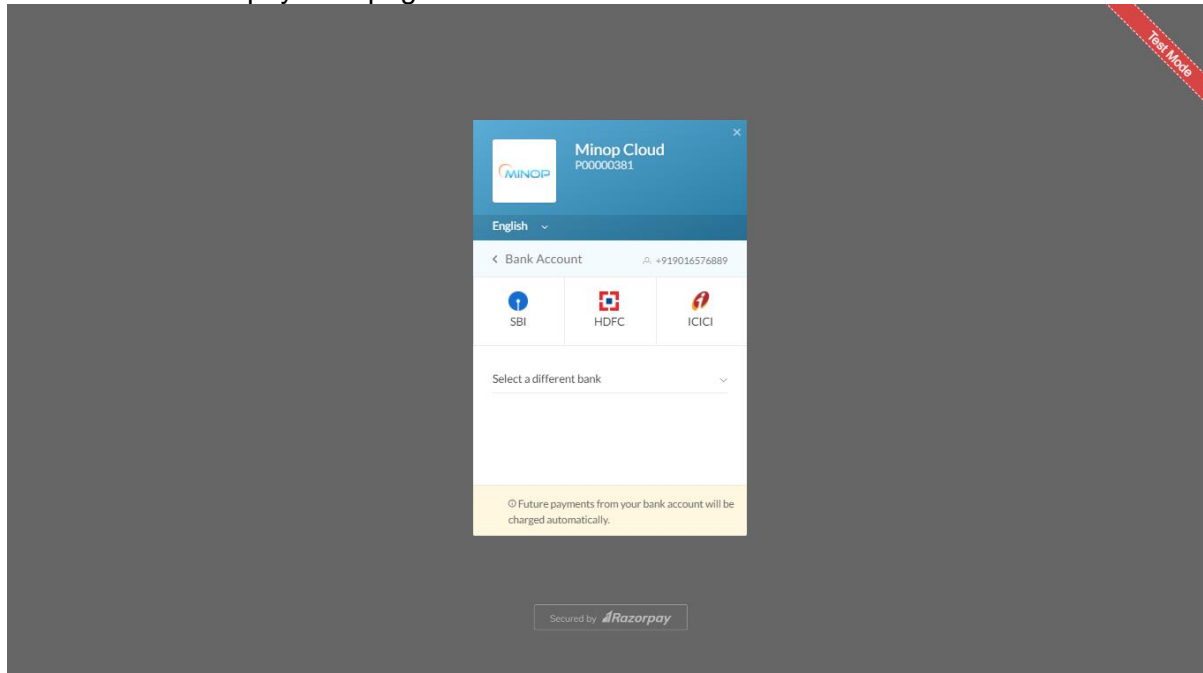 Test Mode
MINOP
Minop Cloud
P00000381
English
Bank Account
+919016576889
SBI
HDFC
ICICI
Select a different bank
Future payments from your bank account will be
charged automatically.
Secured by Razorpay